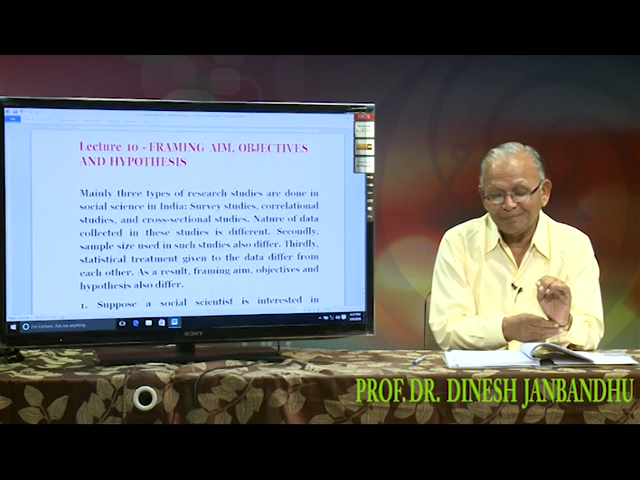 Lecture 10 - FRAMING AIM, OBJECTIVES
AND HYPOTHESIS
Mainly three types of research studies are done in
social science in India: Survey studies, correlational
studies, and cross-sectional studies. Nature of data
collected in these studies is different. Secondly,
sample size used in such studies also differ. Thirdly,
statistical treatment given to the data differ from
each other. As a result, framing aim, objectives and
hypothesis also differ.
1. Suppose a social scientist is interested in
I'm Cortana. Ask me anything.
SONY
PROF. DR. DINESH JANBANDHU